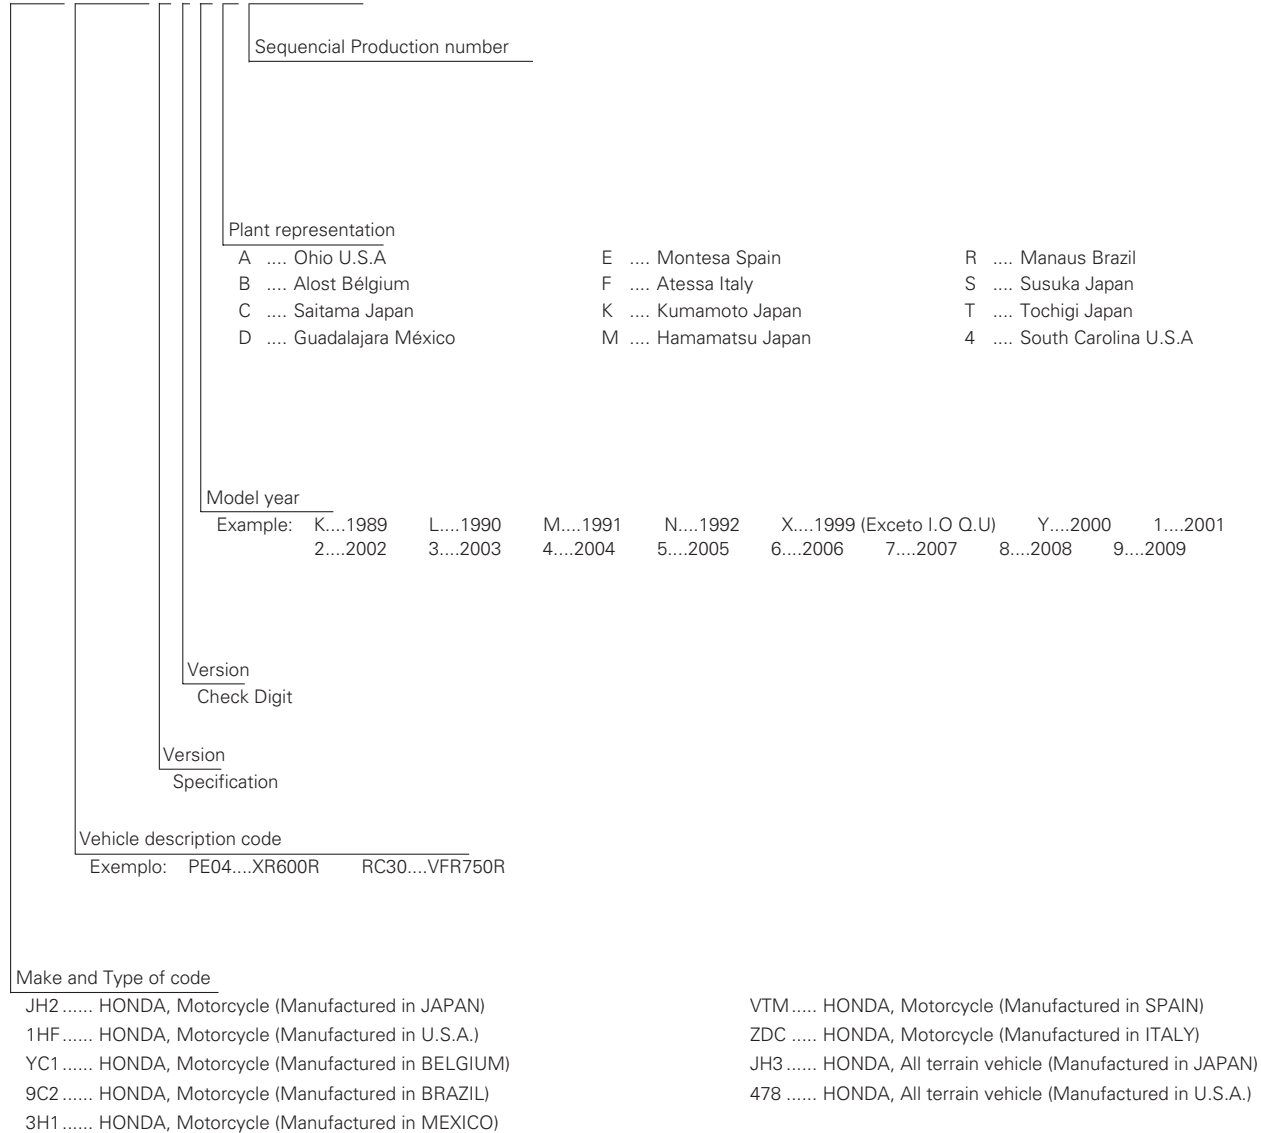 Sequencial Production number
Plant representation
A .... Ohio U.S.A E .... Montesa Spain R .... Manaus Brazil
B .... Alost Bélgium F .... Atessa Italy S .... Susuka Japan
C .... Saitama Japan K .... Kumamoto Japan T .... Tochigi Japan
D .... Guadalajara México M .... Hamamatsu Japan 4 .... South Carolina U.S.A
Model year
Example: K....1989 L....1990 M....1991 N....1992 X....1999 (Exceto I.O Q.U) Y....2000 1....2001
2....2002 3....2003 4....2004 5....2005 6....2006 7....2007 8....2008 9....2009
Version
Check Digit
Version
Specification
Vehicle description code
Exemplo: PE04....XR600R RC30....VFR750R
Make and Type of code
JH2...... HONDA, Motorcycle (Manufactured in JAPAN) VTM..... HONDA, Motorcycle (Manufactured in SPAIN)
1HF...... HONDA, Motorcycle (Manufactured in U.S.A.) ZDC ..... HONDA, Motorcycle (Manufactured in ITALY)
YC1...... HONDA, Motorcycle (Manufactured in BELGIUM) JH3...... HONDA, All terrain vehicle (Manufactured in JAPAN)
9C2...... HONDA, Motorcycle (Manufactured in BRAZIL) 478 ...... HONDA, All terrain vehicle (Manufactured in U.S.A.)
3H1...... HONDA, Motorcycle (Manufactured in MEXICO)